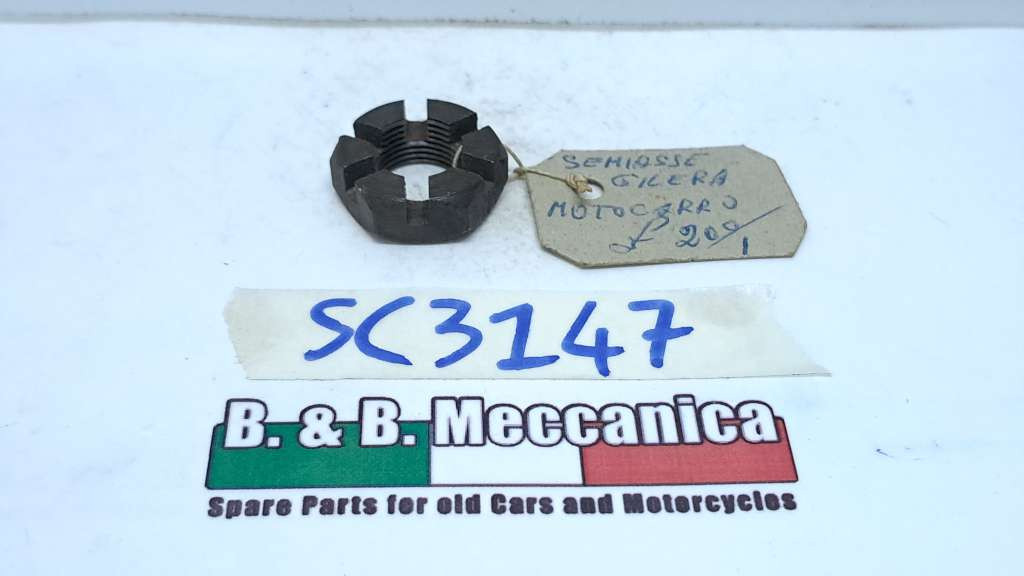 SEMIASSE
GILERA
MOTOCARRO
200/1
SC3147
B. & B. Meccanica
Spare Parts for old Cars and Motorcycles